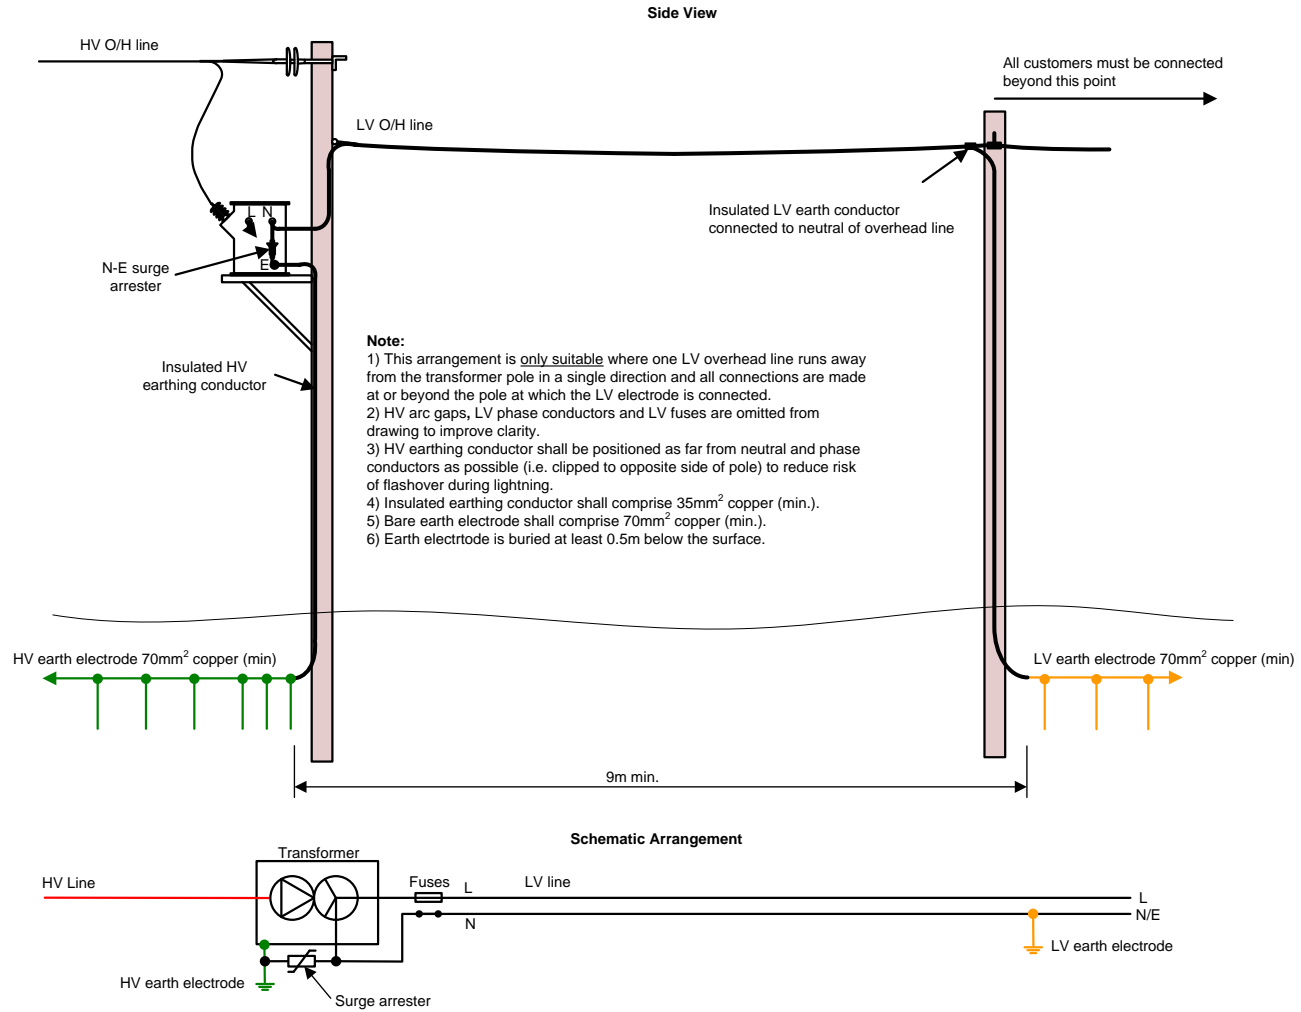 Side View
HV O/H line
All customers must be connected
beyond this point
LV O/H line
L N
Insulated LV earth conductor
connected to neutral of overhead line
N-E surge
arrester
E
Note:
1) This arrangement is only suitable where one LV overhead line runs away
from the transformer pole in a single direction and all connections are made
at or beyond the pole at which the LV electrode is connected.
2) HV arc gaps, LV phase conductors and LV fuses are omitted from
drawing to improve clarity.
3) HV earthing conductor shall be positioned as far from neutral and phase
conductors as possible (i.e. clipped to opposite side of pole) to reduce risk
of flashover during lightning.
4) Insulated earthing conductor shall comprise 35mm² copper (min.).
5) Bare earth electrode shall comprise 70mm² copper (min.).
6) Earth electrtode is buried at least 0.5m below the surface.
Insulated HV
earthing conductor
HV earth electrode 70mm² copper (min)
LV earth electrode 70mm² copper (min)
9m min.
Schematic Arrangement
Transformer
HV Line
Fuses
L
LV line
L
N
N/E
LV earth electrode
HV earth electrode
Surge arrester